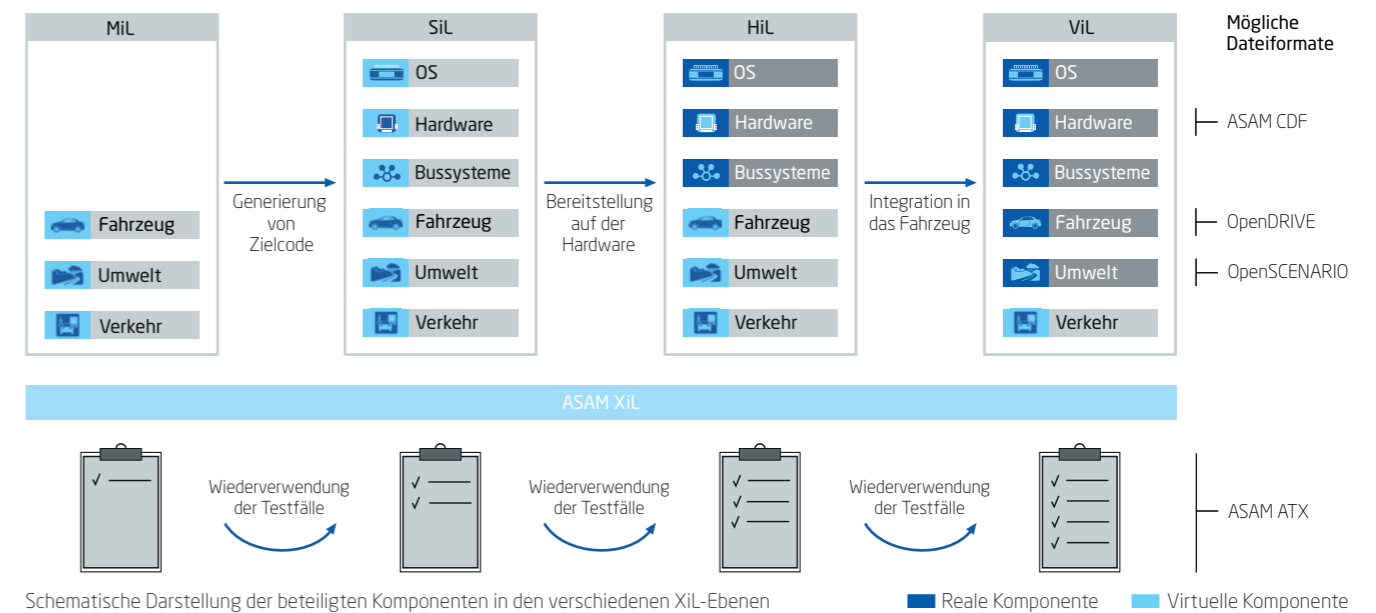 MiL
SiL
HiL
ViL
Mögliche
Dateiformate
Fahrzeug
Umwelt
Verkehr
Generierung
von
Zielcode
OS
Hardware
Bussysteme
Fahrzeug
Umwelt
Verkehr
Bereitstellung
auf der
Hardware
OS
Hardware
Bussysteme
Fahrzeug
Umwelt
Verkehr
Integration in
das Fahrzeug
OS
Hardware
Bussysteme
Fahrzeug
Umwelt
Verkehr
ASAM CDF
OpenDRIVE
OpenSCENARIO
ASAM XiL
Wiederverwendung
der Testfälle
Wiederverwendung
der Testfälle
Wiederverwendung
der Testfälle
ASAM ATX
Schematische Darstellung der beteiligten Komponenten in den verschiedenen XiL-Ebenen
Reale Komponente
Virtuelle Komponente